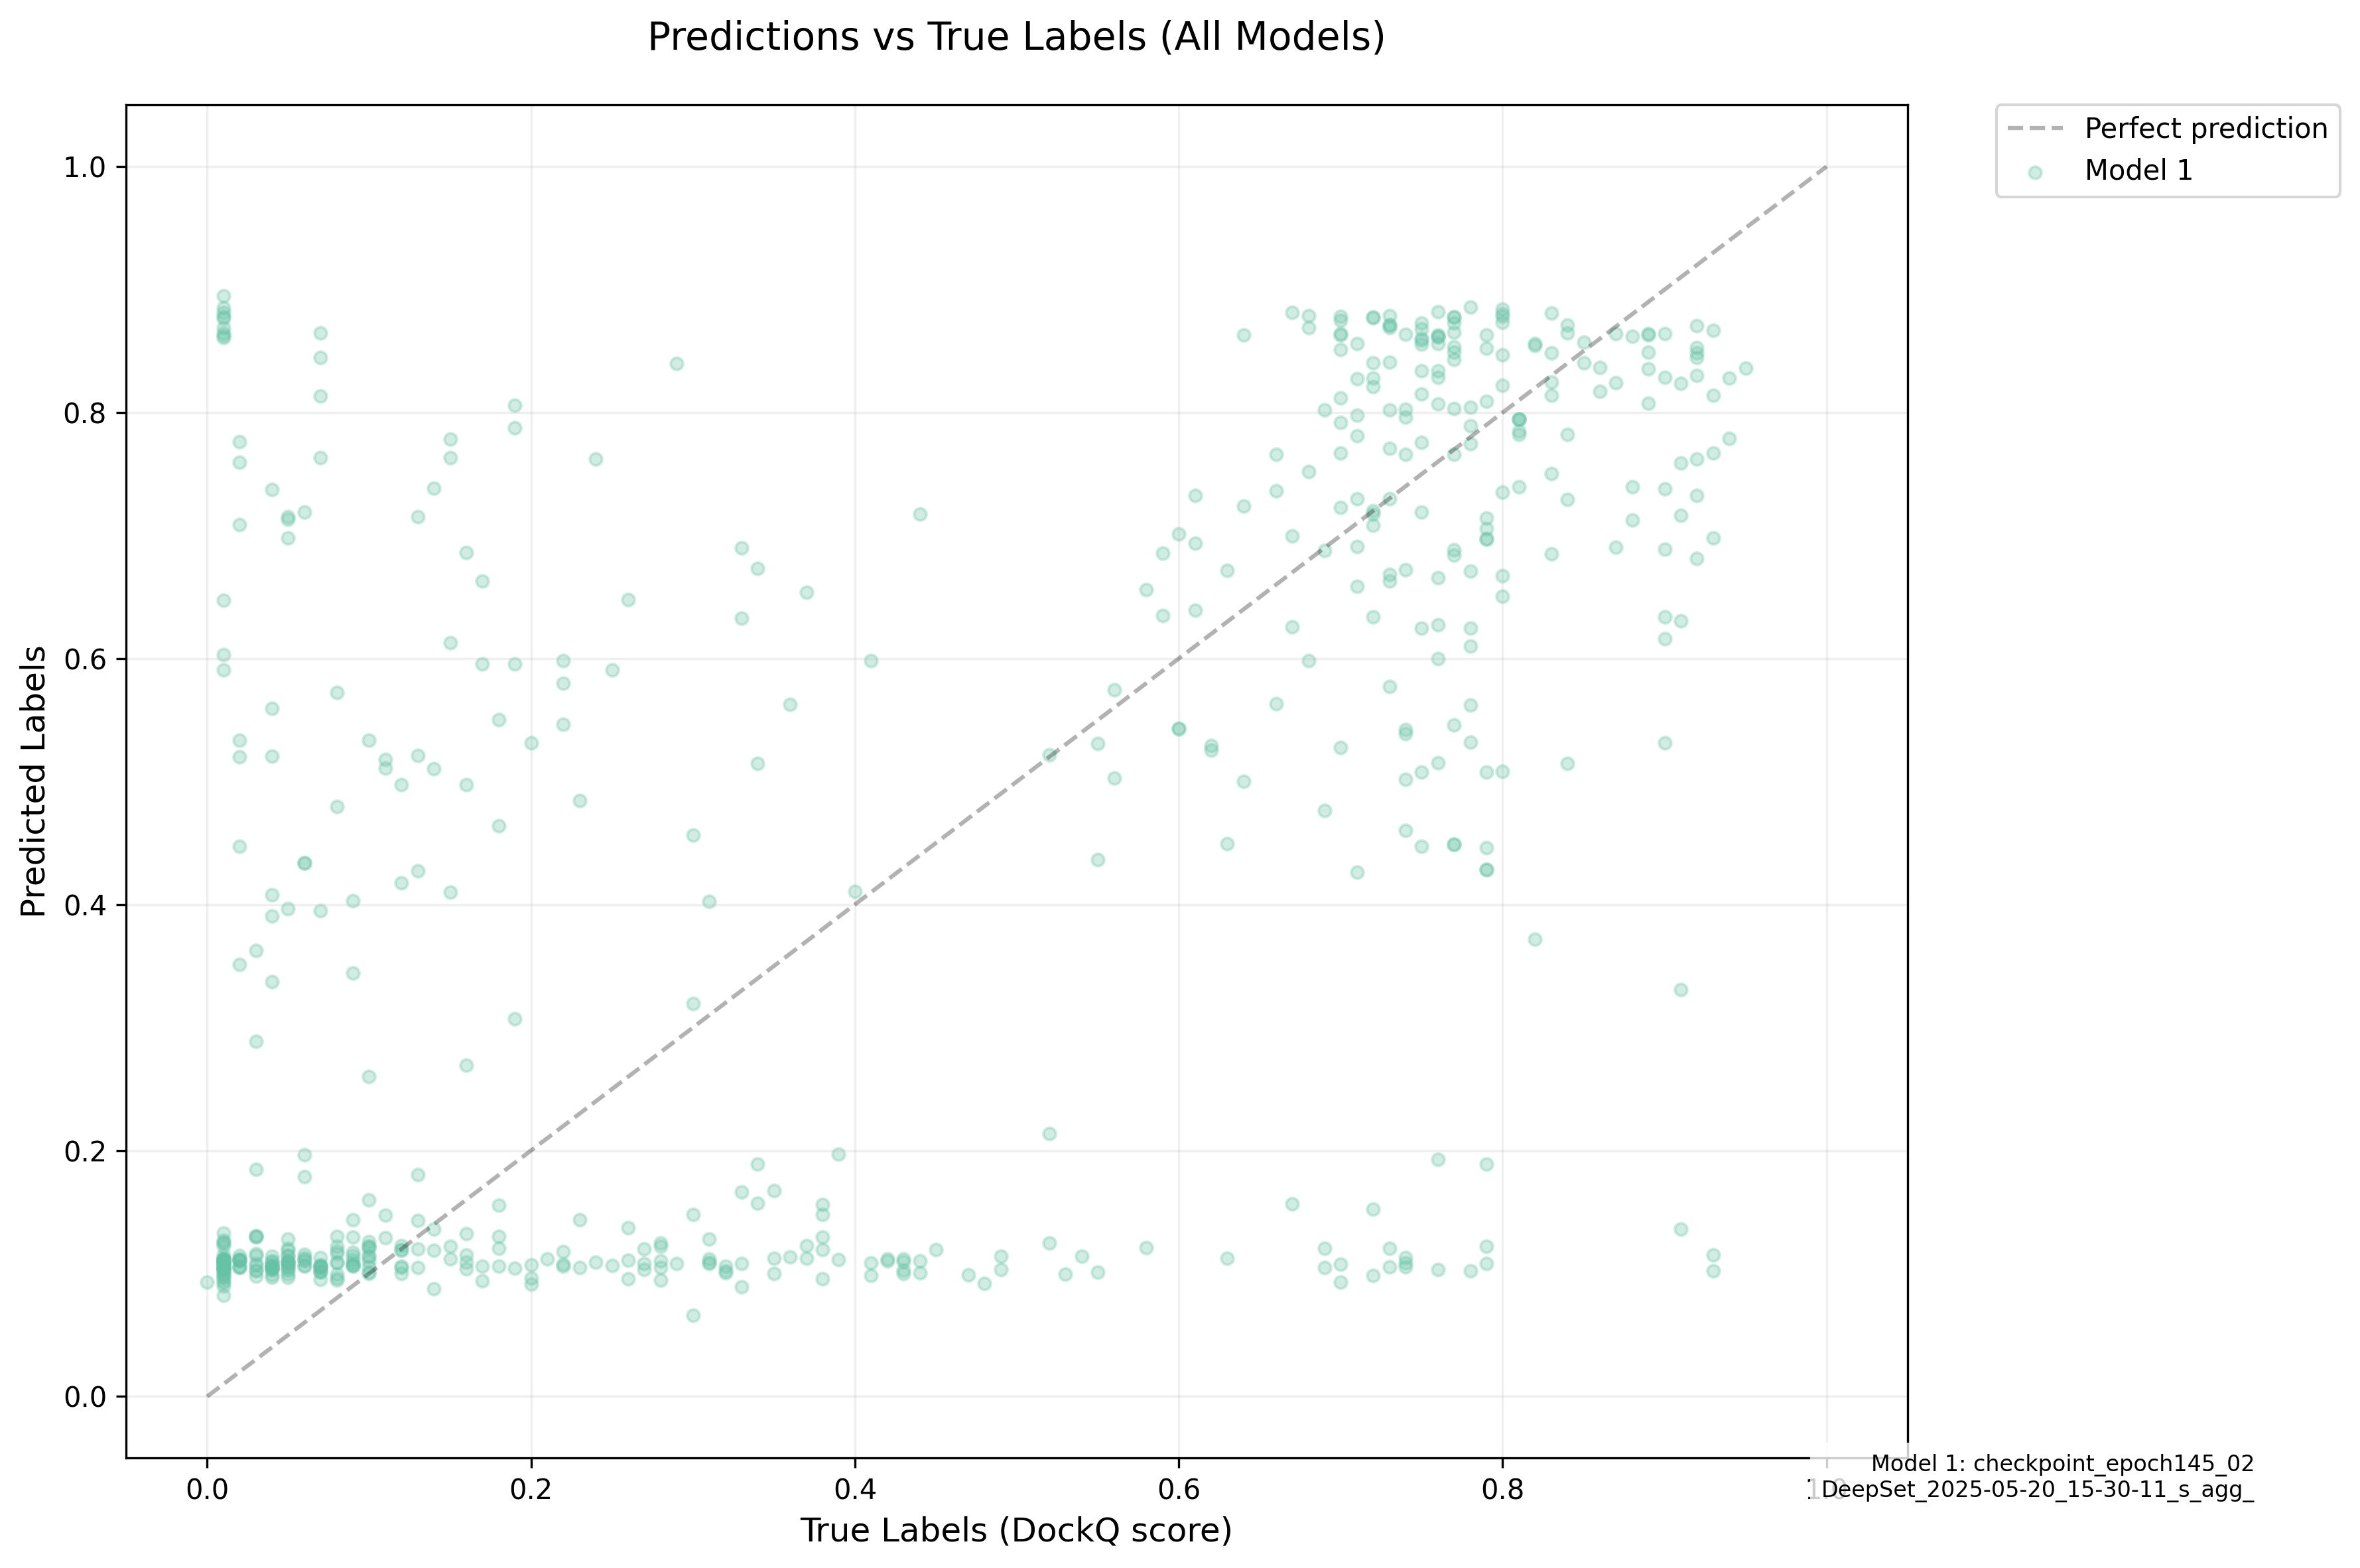 Predictions vs True Labels (All Models)
Perfect prediction
Model 1
Predicted Labels
1.0
0.8
0.6
0.4
0.2
0.0
0.0
0.2
0.4
0.6
0.8
1.0
True Labels (DockQ score)
Model 1: checkpoint_epoch145_02
DeepSet_2025-05-20_15-30-11_s_agg_